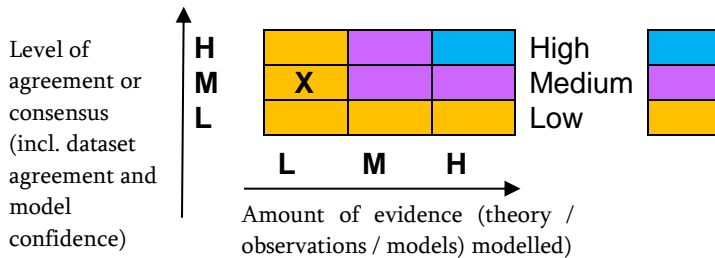 Level of
agreement or
consensus
(incl. dataset
agreement and
model
confidence)
H
M
L
X
High
Medium
Low
L M H
Amount of evidence (theory /
observations / models) modelled)